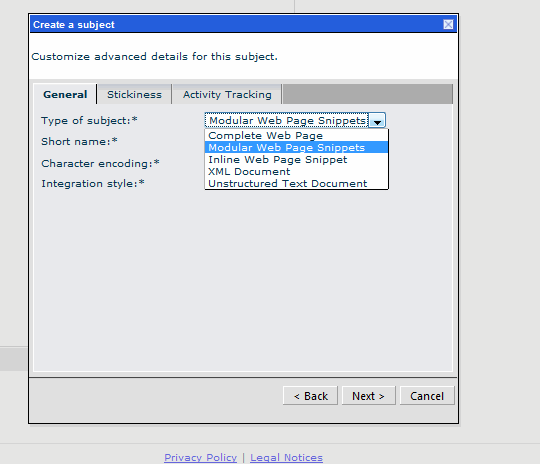 Create a subject
Customize advanced details for this subject.
General Stickiness Activity Tracking
Type of subject:* Modular Web Page Snippets
Complete Web Page
Short name:*
Modular Web Page Snippets
Inline Web Page Snippet
Character encoding:*
XML Document
Integration style:*
Unstructured Text Document
< Back Next > Cancel
Privacy Policy | Legal Notices